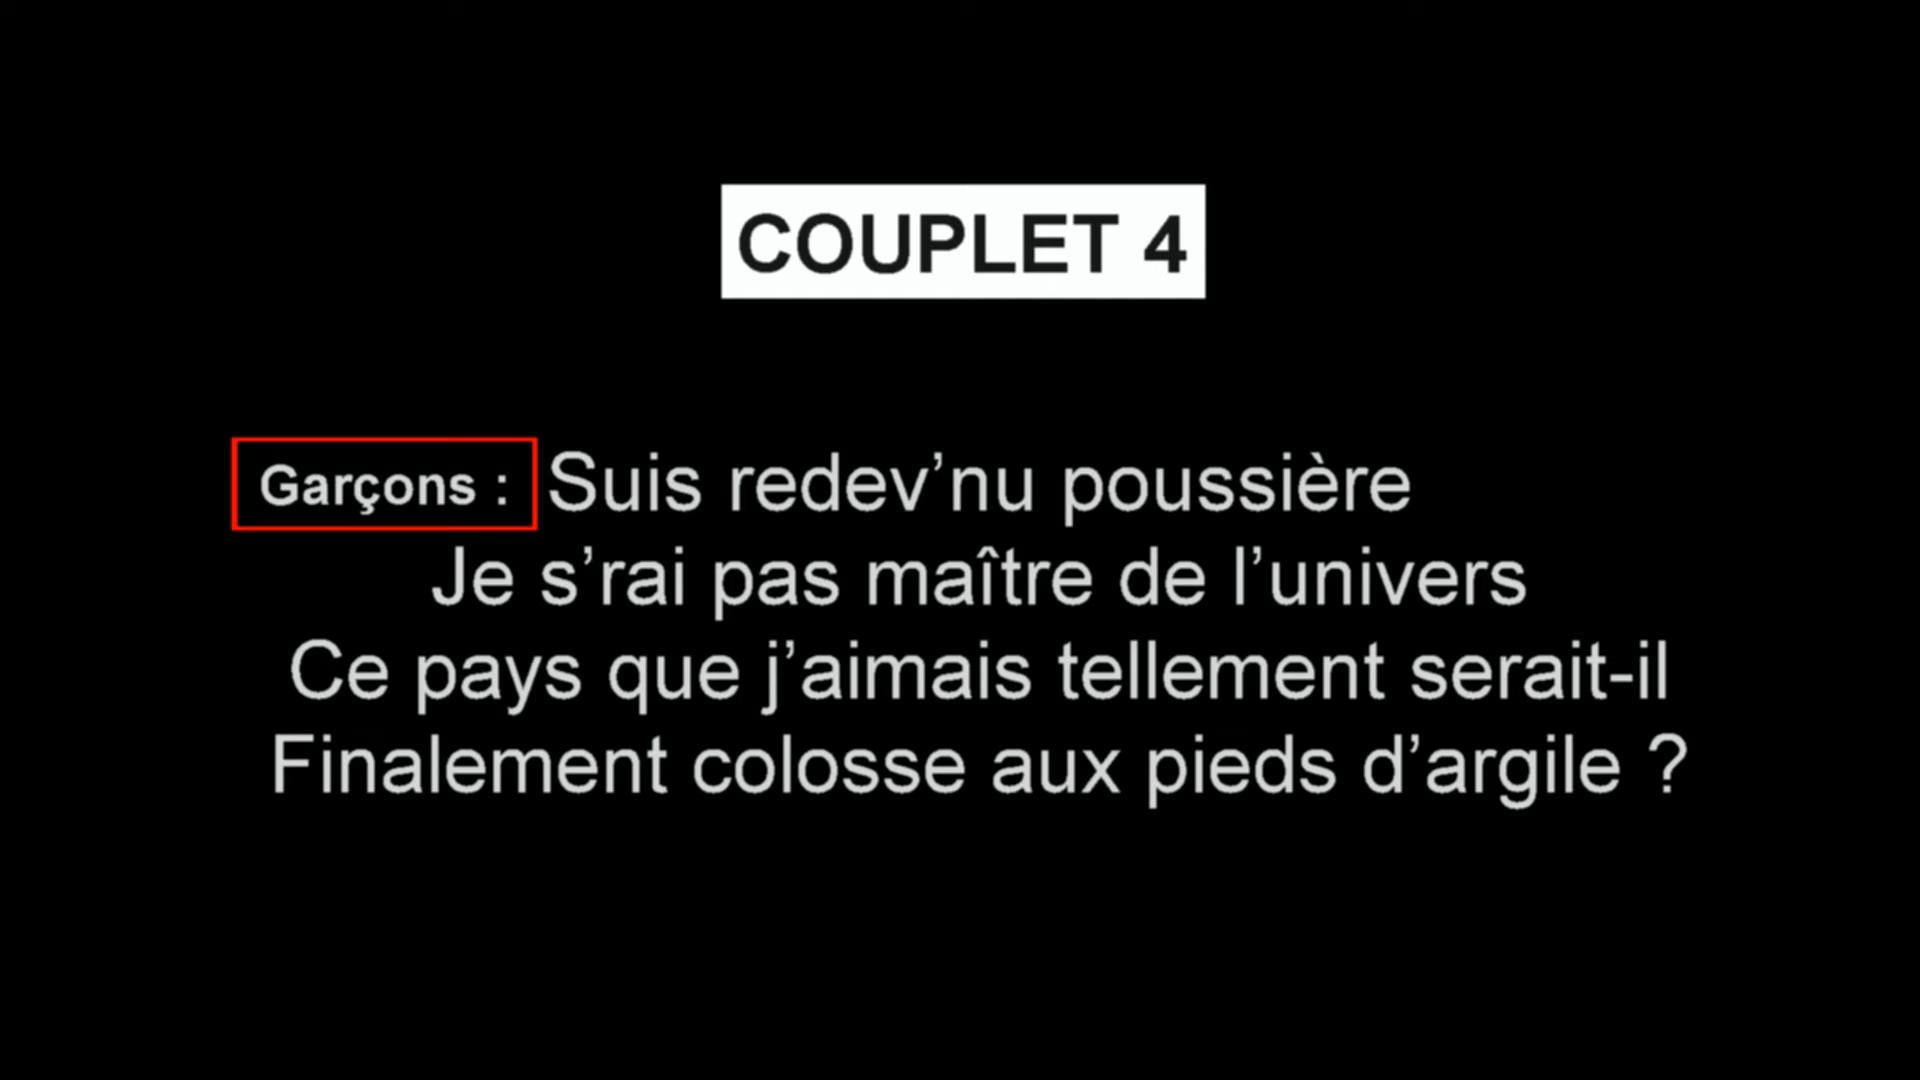 COUPLET 4
Garçons : Suis redev’nu poussière
Je s’rai pas maître de l’univers
Ce pays que j’aimais tellement serait-il
Finalement colosse aux pieds d’argile ?